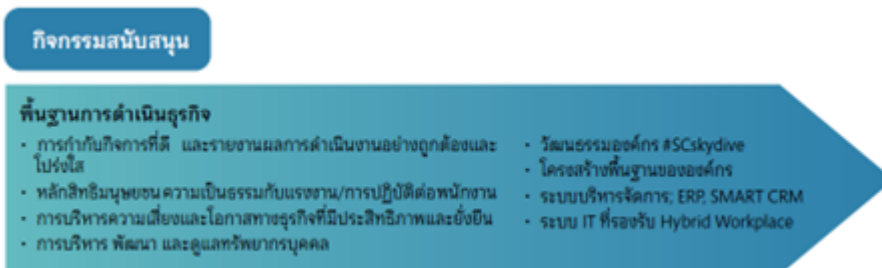 กิจกรรมสนับสนุน
พื้นฐานการดำเนินธุรกิจ
• การกำกับกิจการที่ดี และรายงานผลการดำเนินงานอย่างถูกต้องและ
โปร่งใส
• หลักสิทธิมนุษยชน ความเป็นธรรมกับแรงงาน/การปฏิบัติต่อพนักงาน
• การบริหารความเสี่ยงและโอกาสทางธุรกิจที่มีประสิทธิภาพและยั่งยืน
• การบริหาร พัฒนา และดูแลทรัพยากรบุคคล
• วัฒนธรรมองค์กร #SCskydive
• โครงสร้างพื้นฐานขององค์กร
• ระบบบริหารจัดการ; ERP, SMART CRM
• ระบบ IT ที่รองรับ Hybrid Workplace